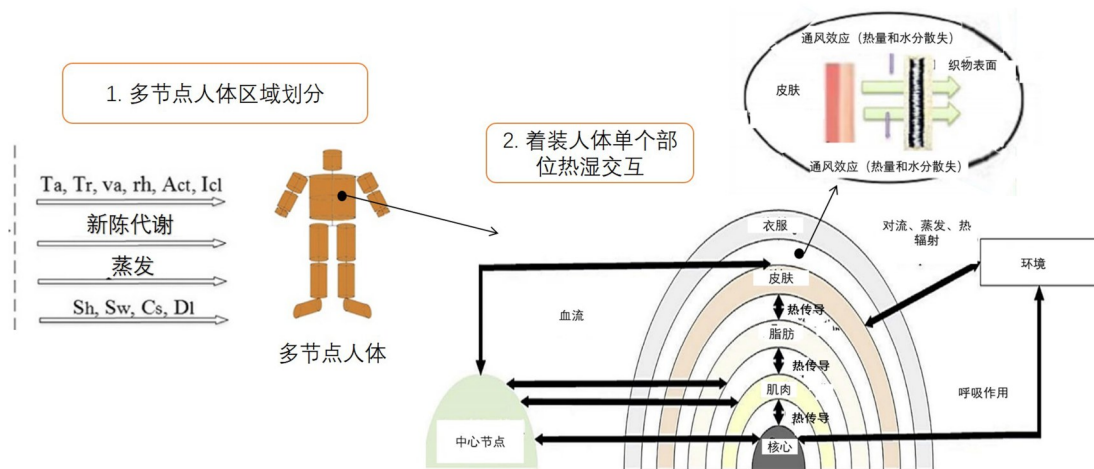 1. 多节点人体区域划分
Ta, Tr, va, rh, Act, Icl
新陈代谢
蒸发
Sh, Sw, Cs, Dl
多节点人体
2. 着装人体单个部
位热湿交互
通风效应（热量和水分散失）
织物表面
皮肤
通风效应（热量和水分散失）
衣服
对流、蒸发、热
辐射
环境
皮肤
血流
热传导
脂肪
热传导
肌肉
呼吸作用
热传导
中心节点
核心